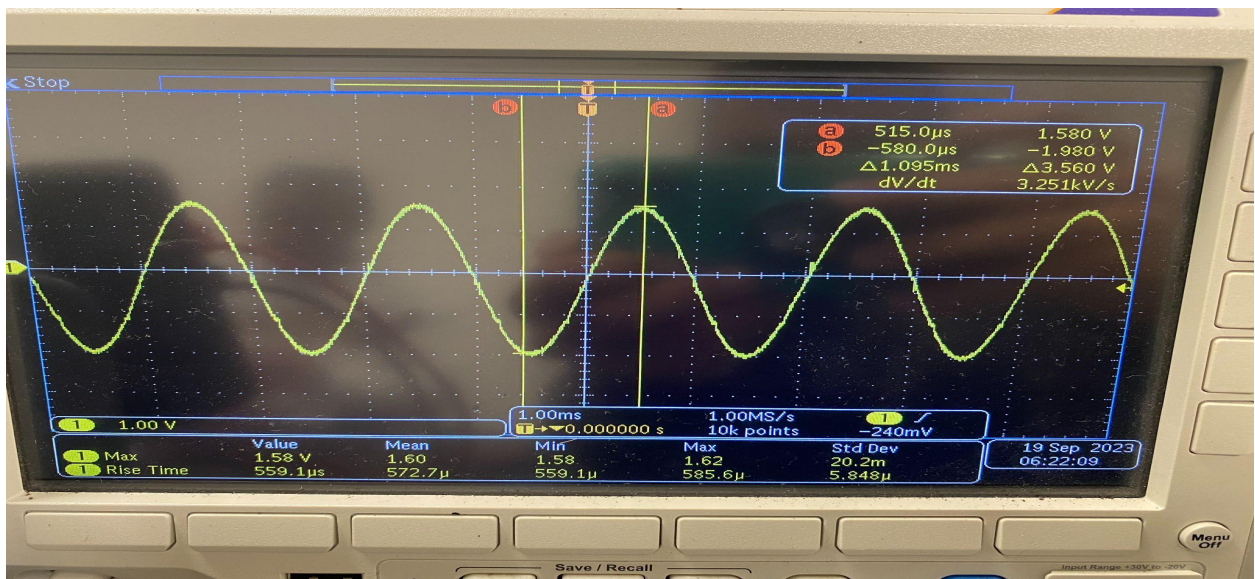 Stop
T
b T a
a 515.0µs 1.580 V
b −580.0µs −1.980 V
Δ1.095ms Δ3.560 V
dV/dt 3.251kV/s
1
1 1.00 V
1.00ms 1.00MS/s 1
T→▼0.000000 s 10k points −240mV
Value Mean Min Max Std Dev
1 Max 1.58 V 1.60 1.58 1.62 20.2m
1 Rise Time 559.1µs 572.7µ 559.1µ 585.6µ 5.848µ
19 Sep 2023
06:22:09
Menu
Off
Save / Recall
Input Range +30V to -20V